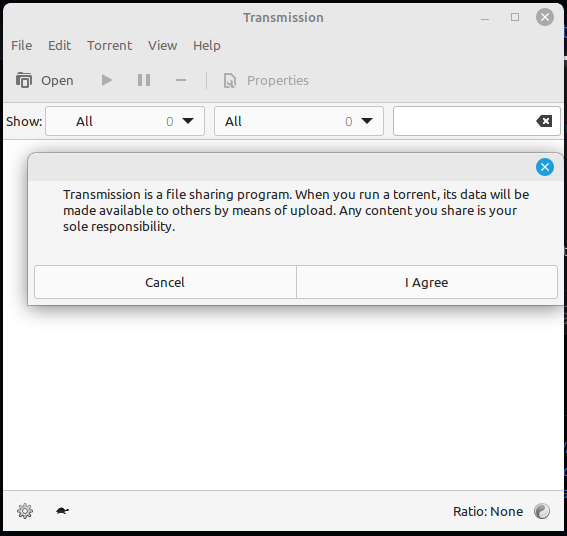 Transmission
File Edit Torrent View Help
Open Properties
Show: All 0 All 0
Transmission is a file sharing program. When you run a torrent, its data will be
made available to others by means of upload. Any content you share is your
sole responsibility.
Cancel I Agree
Ratio: None